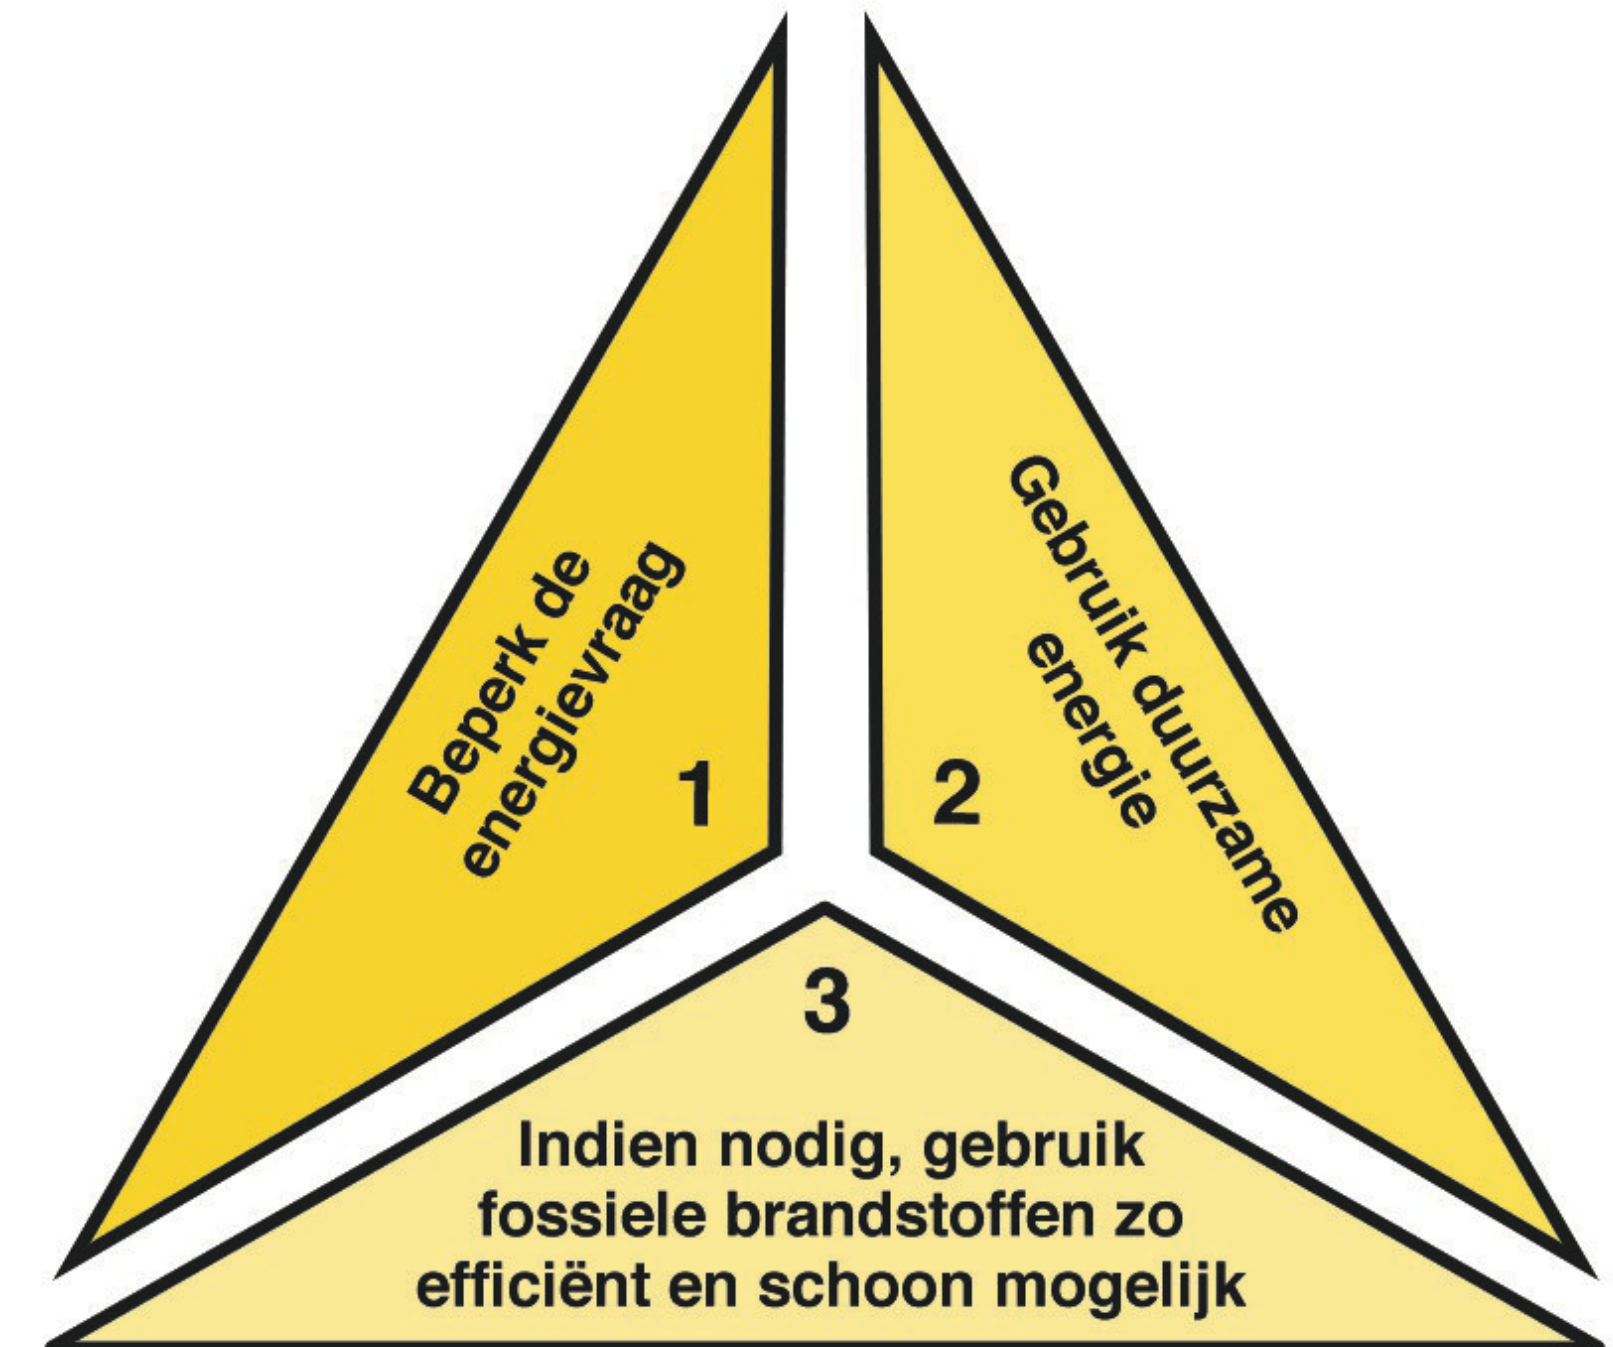 Beperk de
energievraag
1
Gebruik duurzame
energie
2
3
Indien nodig, gebruik
fossiele brandstoffen zo
efficiënt en schoon mogelijk